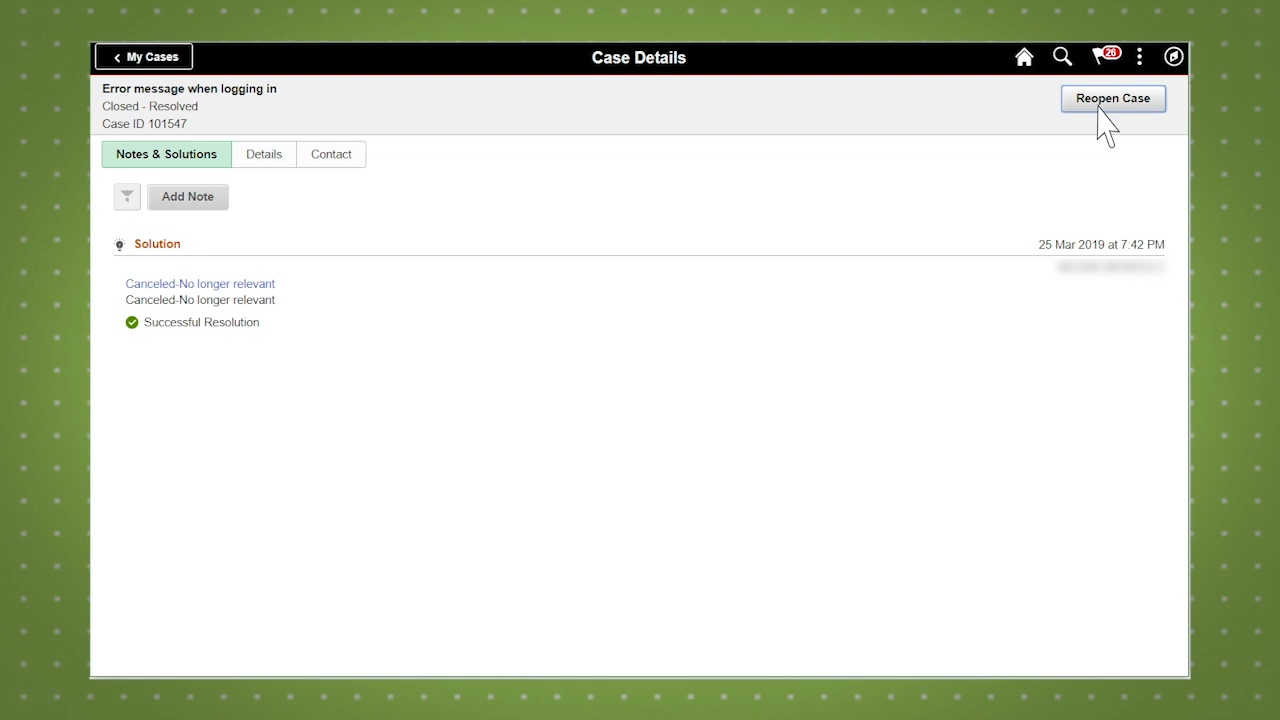 My Cases
Case Details
26
Error message when logging in
Closed - Resolved
Case ID 101547
Reopen Case
Notes & Solutions
Details
Contact
Add Note
Solution
25 Mar 2019 at 7:42 PM
Canceled-No longer relevant
Canceled-No longer relevant
Successful Resolution